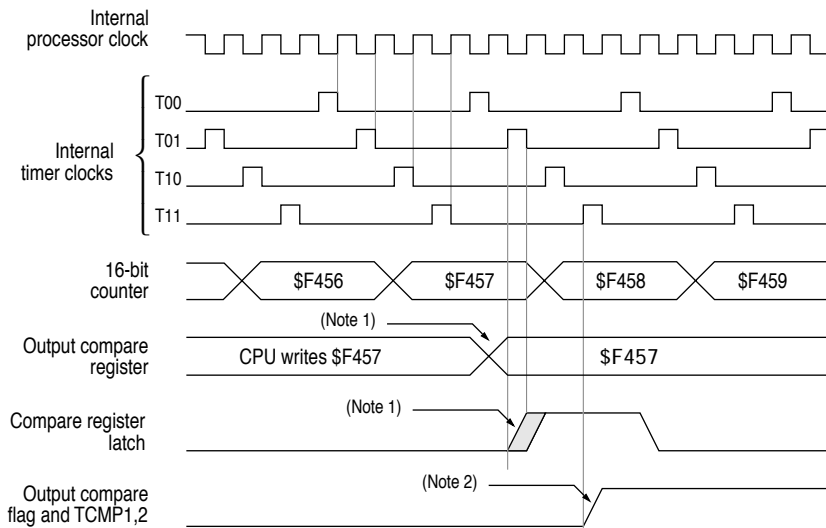 Internal
processor clock
T00
T01
Internal
timer clocks
T10
T11
16-bit
counter
$F456
$F457
$F458
$F459
(Note 1)
Output compare
register
CPU writes $F457
$F457
(Note 1)
Compare register
latch
(Note 2)
Output compare
flag and TCMP1,2